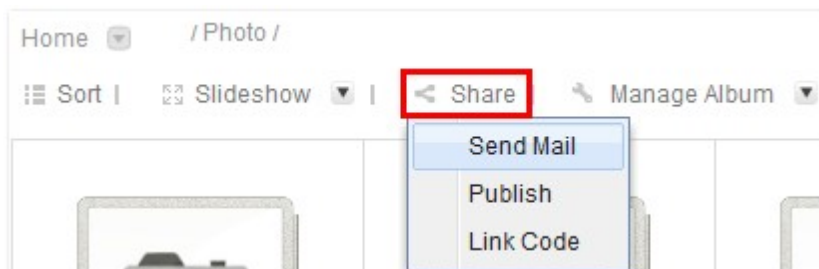 Home / Photo /
Sort | Slideshow | Share Manage Album
Send Mail
Publish
Link Code